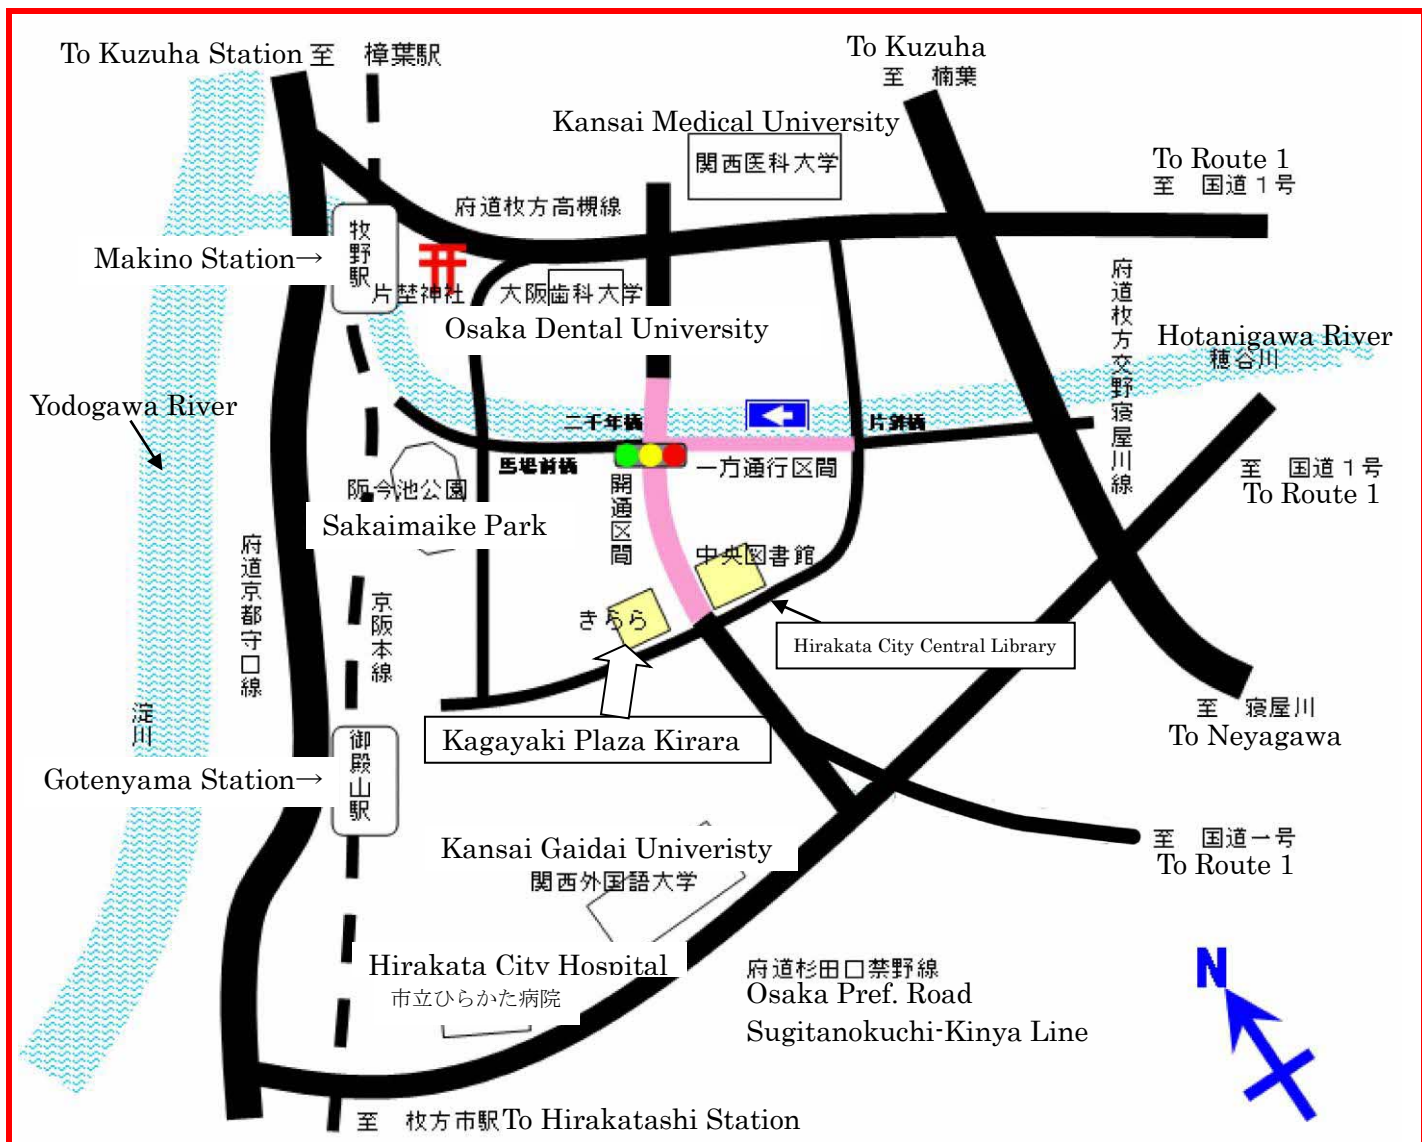 To Kuzuha Station 至 樟葉駅
To Kuzuha
至 楠葉
Kansai Medical University
関西医科大学
To Route 1
至 国道1号
府道枚方高槻線
Makino Station→
牧野駅
片埜神社
大阪歯科大学
Osaka Dental University
府道枚方交野寝屋川線
Hotanigawa River
穂谷川
Yodogawa River
二千年橋
片鉾橋
馬場前橋
一方通行区間
開通区間
阪今池公園
Sakaimaike Park
至 国道1号
To Route 1
府道京都守口線
京阪本線
中央図書館
きらら
Hirakata City Central Library
淀川
至 寝屋川
To Neyagawa
Kagayaki Plaza Kirara
Gotenyama Station→
御殿山駅
至 国道一号
To Route 1
Kansai Gaidai Univeristy
関西外国語大学
Hirakata City Hospital
市立ひらかた病院
府道杉田口禁野線
Osaka Pref. Road
Sugitanokuchi-Kinya Line
N
至 枚方市駅To Hirakatashi Station